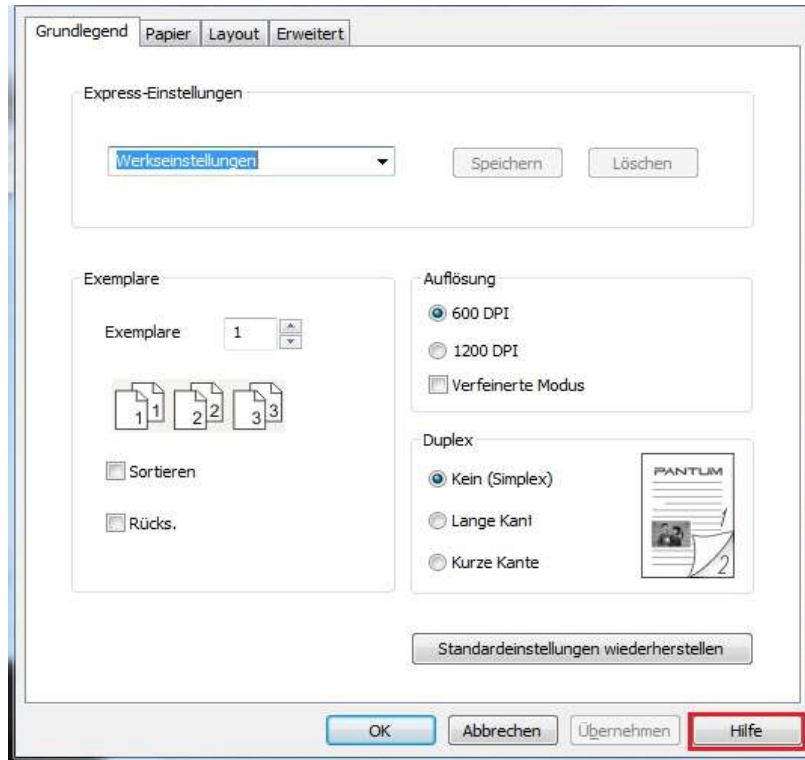 Grundlegend Papier Layout Erweitert
Express-Einstellungen
Werkseinstellungen Speichern Löschen
Exemplare
Exemplare 1
1 1 2 2 3 3
Sortieren
Rücks.
Auflösung
600 DPI
1200 DPI
Verfeinerte Modus
Duplex
Kein (Simplex)
Lange Kant
Kurze Kante
PANTUM
1
2
Standardeinstellungen wiederherstellen
OK Abbrechen Übernehmen Hilfe